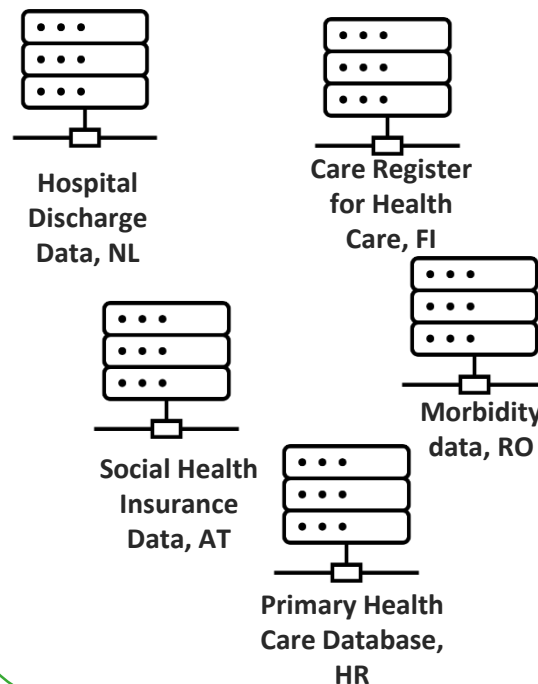 Hospital
Discharge
Data, NL
Care Register
for Health
Care, FI
Morbidity
data, RO
Social Health
Insurance
Data, AT
Primary Health
Care Database,
HR